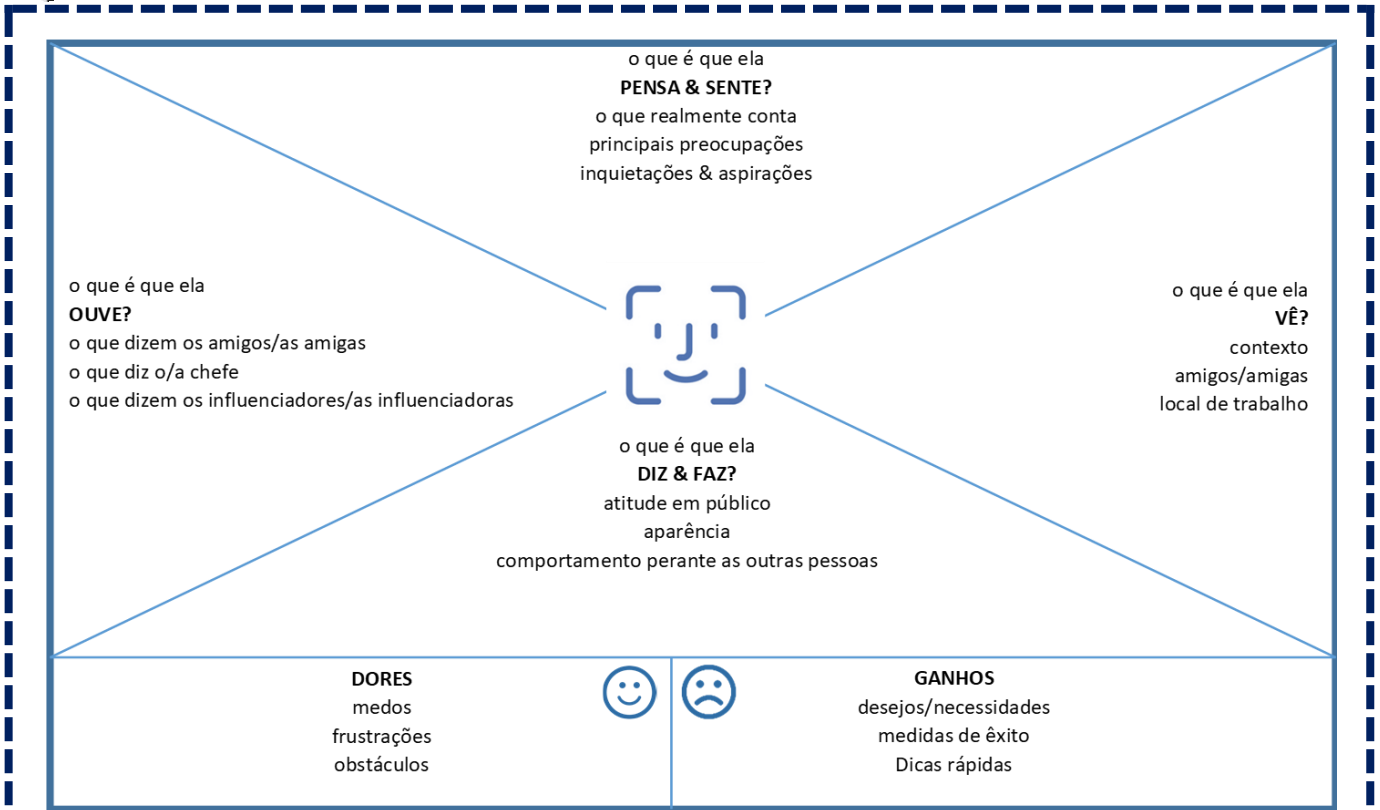 o que é que ela
PENSA & SENTE?
o que realmente conta
principais preocupações
inquietações & aspirações
o que é que ela
OUVE?
o que dizem os amigos/as amigas
o que diz o/a chefe
o que dizem os influenciadores/as influenciadoras
o que é que ela
VÊ?
contexto
amigos/amigas
local de trabalho
o que é que ela
DIZ & FAZ?
atitude em público
aparência
comportamento perante as outras pessoas
DORES
medos
frustrações
obstáculos
GANHOS
desejos/necessidades
medidas de êxito
Dicas rápidas